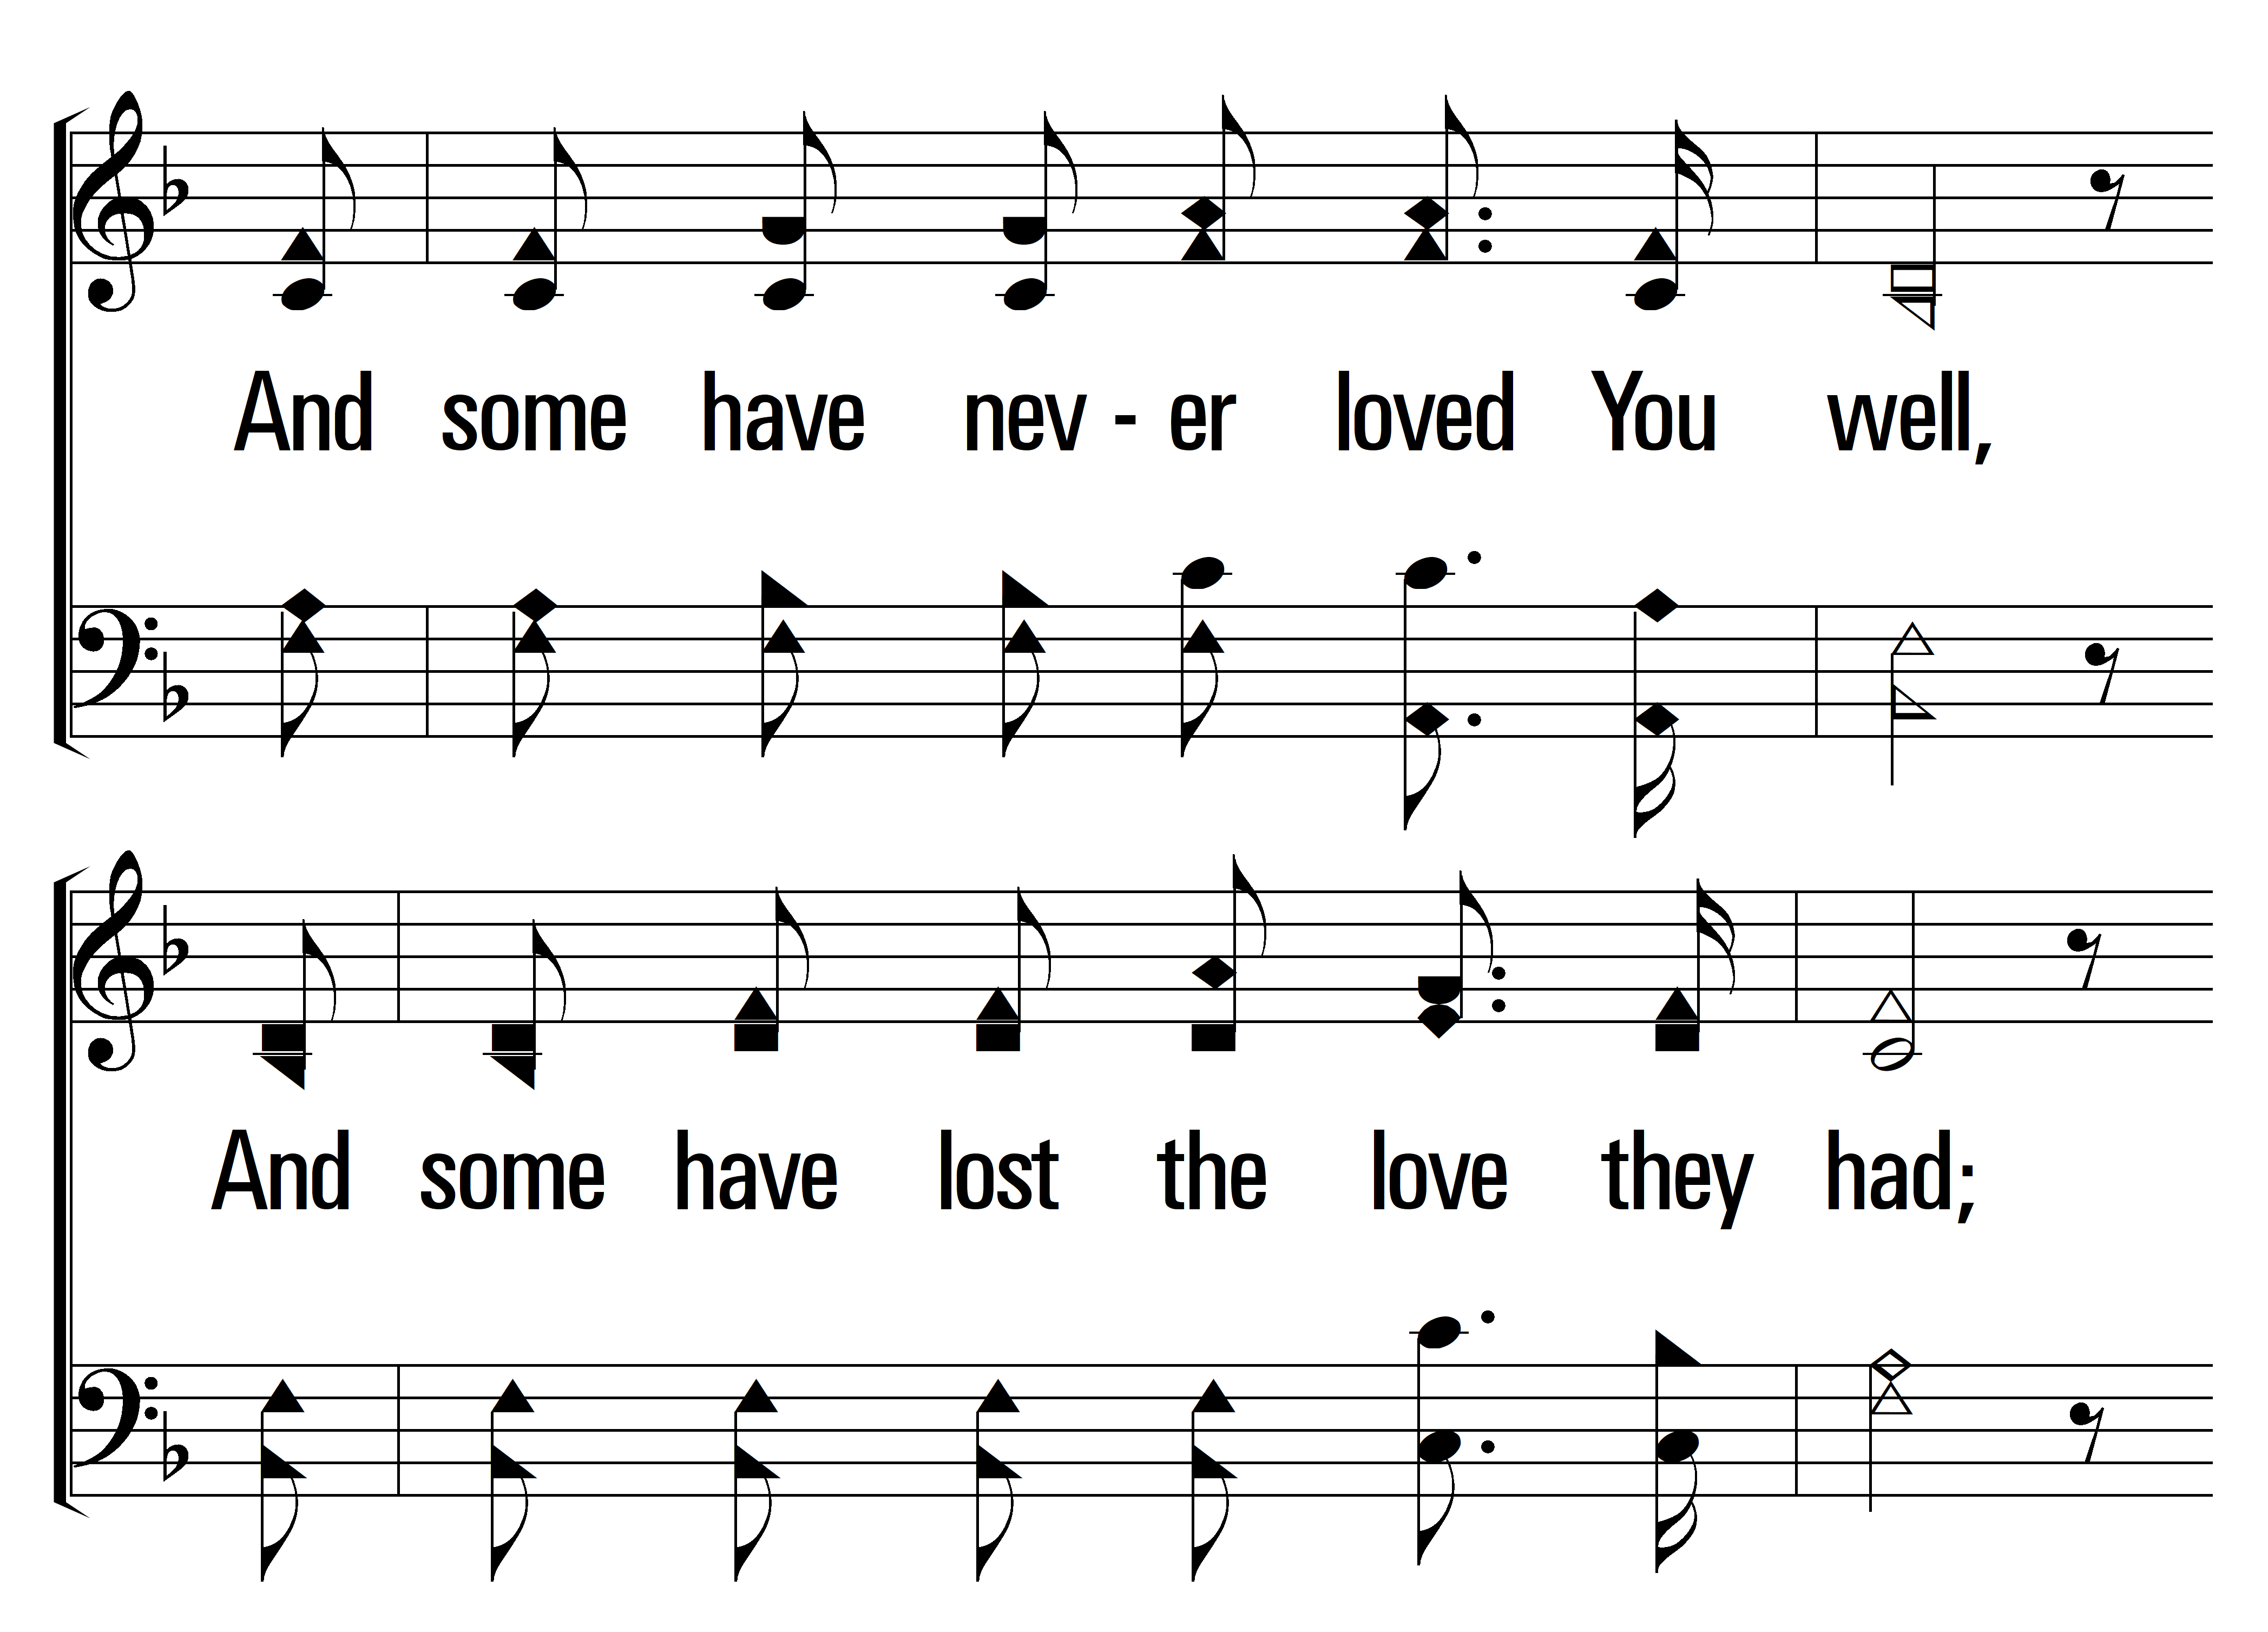 And some have nev - er loved You well,
And some have lost the love they had;